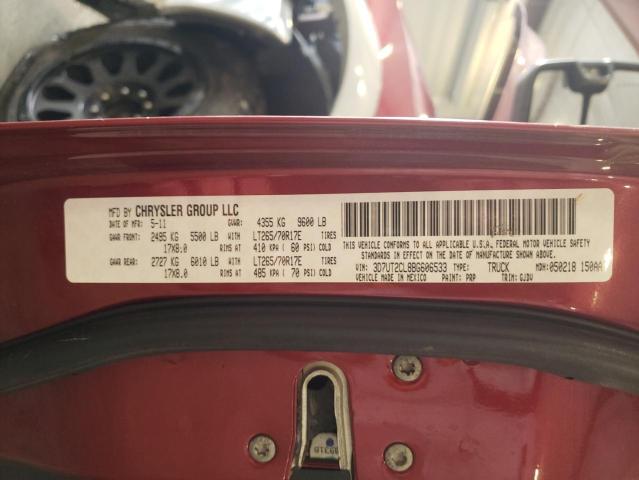 MFD BY CHRYSLER GROUP LLC
DATE OF MFR: 5-11 GVWR: 4355 KG 9600 LB
GAWR FRONT: 2495 KG 5500 LB WITH LT265/70R17E TIRES
17X8.0 RIMS AT 410 KPA ( 60 PSI) COLD
GAWR REAR: 2727 KG 6010 LB WITH LT265/70R17E TIRES
17X8.0 RIMS AT 485 KPA ( 70 PSI) COLD
THIS VEHICLE CONFORMS TO ALL APPLICABLE U.S.A. FEDERAL MOTOR VEHICLE SAFETY
STANDARDS IN EFFECT ON THE DATE OF MANUFACTURE SHOWN ABOVE.
VIN: 3D7UT2CL8BG606533 TYPE: TRUCK MDH: 050218 150AA
VEHICLE MADE IN MEXICO PAINT: PRP TRIM: GJDV